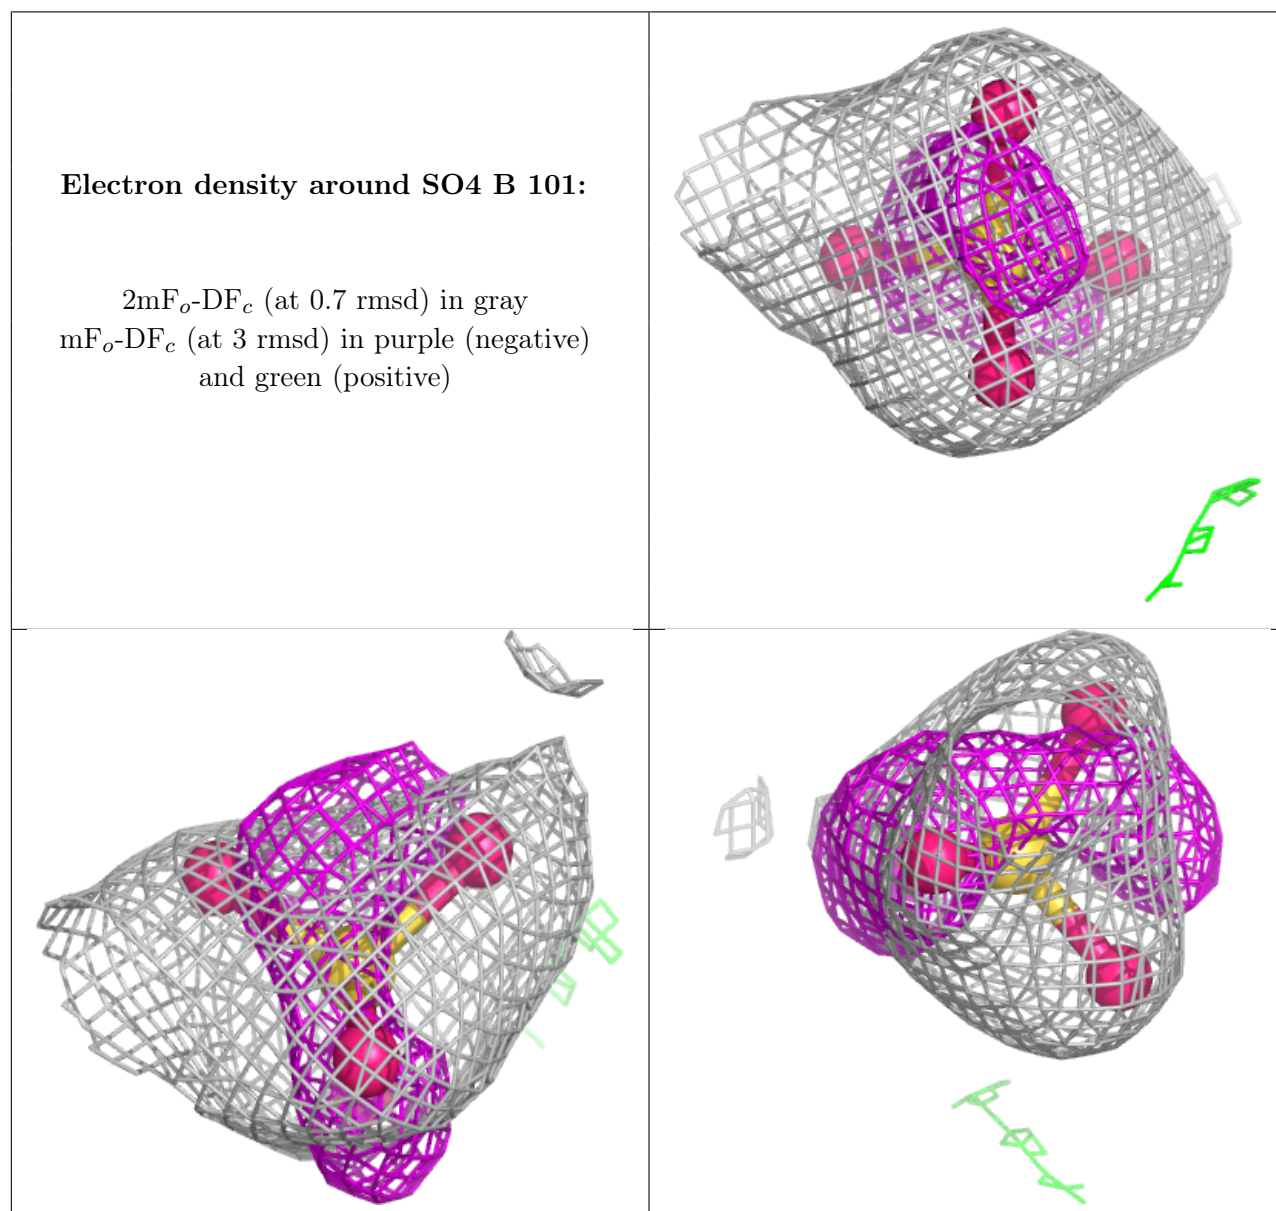 Electron density around SO4 B 101:
2mFₒ-DF𝒸 (at 0.7 rmsd) in gray
mFₒ-DF𝒸 (at 3 rmsd) in purple (negative)
and green (positive)